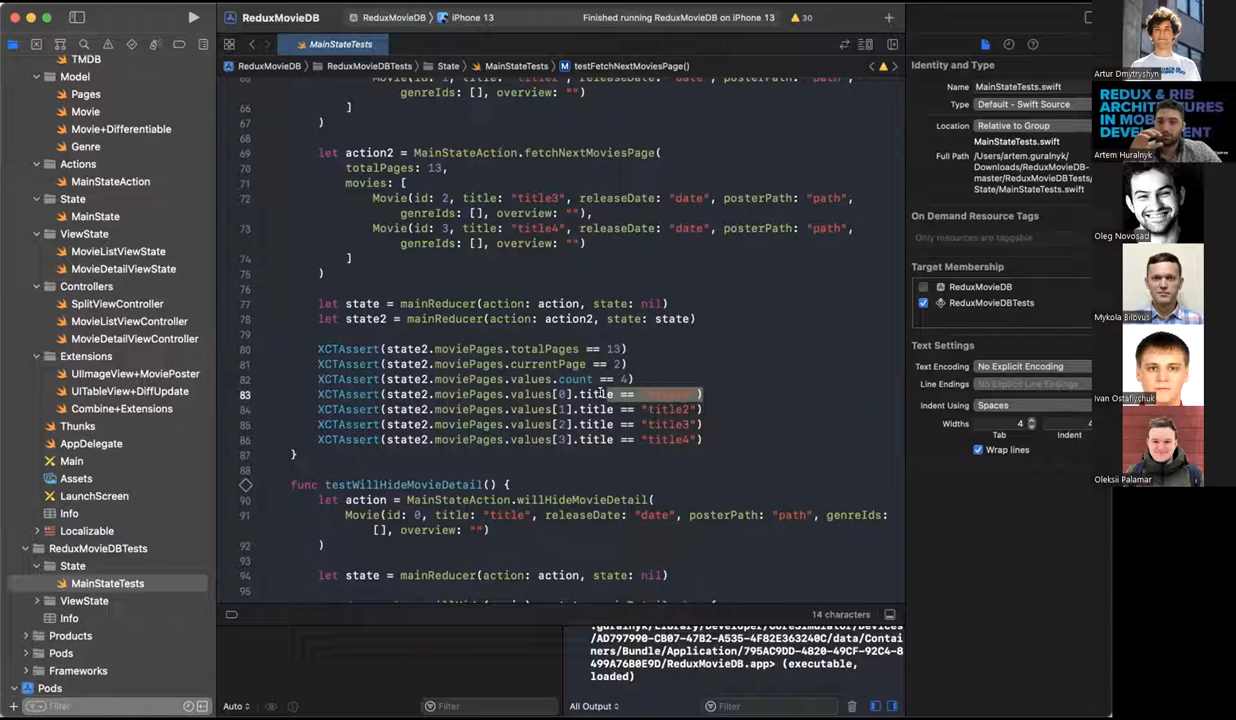 ReduxMovieDB
ReduxMovieDB
iPhone 13
Finished running ReduxMovieDB on iPhone 13
30
MainStateTests
ReduxMovieDB
ReduxMovieDBTests
State
MainStateTests
M
testFetchNextMoviesPage()
TMDB
Model
Pages
Movie
Movie+Differentiable
Genre
Actions
MainStateAction
State
MainState
ViewState
MovieListViewState
MovieDetailViewState
Controllers
SplitViewController
MovieListViewController
MovieDetailViewController
Extensions
UIImageView+MoviePoster
UITableView+DiffUpdate
Combine+Extensions
Thunks
AppDelegate
Main
Assets
LaunchScreen
Info
Localizable
ReduxMovieDBTests
State
MainStateTests
ViewState
Info
Products
Pods
Frameworks
Pods
Filter
genreIds: [], overview: "")
66 ]
67 )
68
69 let action2 = MainStateAction.fetchNextMoviesPage(
70 totalPages: 13,
71 movies: [
72 Movie(id: 2, title: "title3", releaseDate: "date", posterPath: "path",
genreIds: [], overview: ""),
73 Movie(id: 3, title: "title4", releaseDate: "date", posterPath: "path",
genreIds: [], overview: "")
74 ]
75 )
76
77 let state = mainReducer(action: action, state: nil)
78 let state2 = mainReducer(action: action2, state: state)
79
80 XCTAssert(state2.moviePages.totalPages == 13)
81 XCTAssert(state2.moviePages.currentPage == 2)
82 XCTAssert(state2.moviePages.values.count == 4)
83 XCTAssert(state2.moviePages.values[0].title == )
84 XCTAssert(state2.moviePages.values[1].title == "title2")
85 XCTAssert(state2.moviePages.values[2].title == "title3")
86 XCTAssert(state2.moviePages.values[3].title == "title4")
87 }
88
func testWillHideMovieDetail() {
90 let action = MainStateAction.willHideMovieDetail(
91 Movie(id: 0, title: "title", releaseDate: "date", posterPath: "path", genreIds:
[], overview: "")
92 )
93
94 let state = mainReducer(action: action, state: nil)
95
14 characters
AD797990-CB07-47B2-A535-4F82E363240C/data/Contai
ners/Bundle/Application/795AC9DD-4820-49CF-92C4-8
499A76B0E9D/ReduxMovieDB.app> (executable,
loaded)
Auto
Filter
All Output
Filter
Identity and Type
Name MainStateTests.swift
Type Default - Swift Source
Location Relative to Group
MainStateTests.swift
Full Path /Users/artem.guralnyk/
Downloads/ReduxMovieDB-
master/ReduxMovieDBTests/
State/MainStateTests.swift
On Demand Resource Tags
Only resources are taggable
Target Membership
ReduxMovieDB
ReduxMovieDBTests
Text Settings
Text Encoding No Explicit Encoding
Line Endings No Explicit Line Endings
Indent Using Spaces
Widths 4 4
Tab Indent
Wrap lines
Artur Dmytryshyn
REDUX & RIB
ARCHITECTURES
IN MOB
DEVELOPMENT
Artem Huralnyk
Oleg Novosad
Mykola Bilovus
Ivan Ostafiychuk
Oleksii Palamar